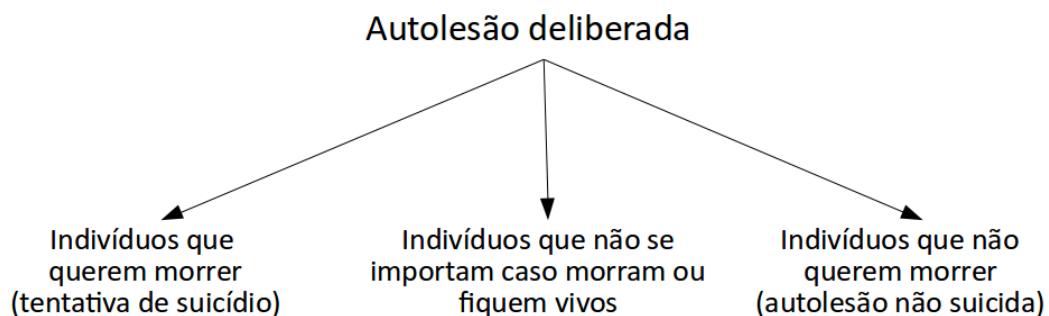 Autolesão deliberada
Indivíduos que
querem morrer
(tentativa de suicídio)
Indivíduos que não se
importam caso morram ou
fiquem vivos
Indivíduos que não
querem morrer
(autolesão não suicida)